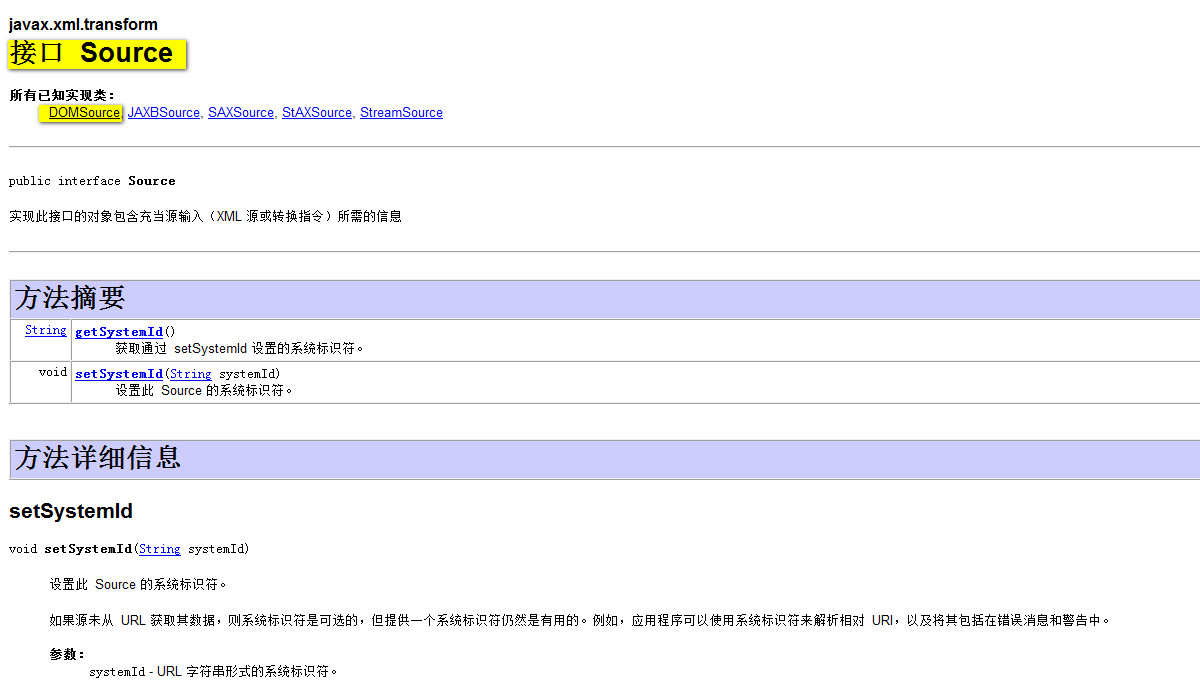 javax.xml.transform
接口 Source
所有已知实现类：
DOMSource, JAXBSource, SAXSource, StAXSource, StreamSource
public interface Source
实现此接口的对象包含充当源输入（XML 源或转换指令）所需的信息
方法摘要
String getSystemId()
获取通过 setSystemId 设置的系统标识符。
void setSystemId(String systemId)
设置此 Source 的系统标识符。
方法详细信息
setSystemId
void setSystemId(String systemId)
设置此 Source 的系统标识符。
如果源未从 URL 获取其数据，则系统标识符是可选的，但提供一个系统标识符仍然是有用的。例如，应用程序可以使用系统标识符来解析相对 URI，以及将其包括在错误消息和警告中。
参数：
systemId - URL 字符串形式的系统标识符。